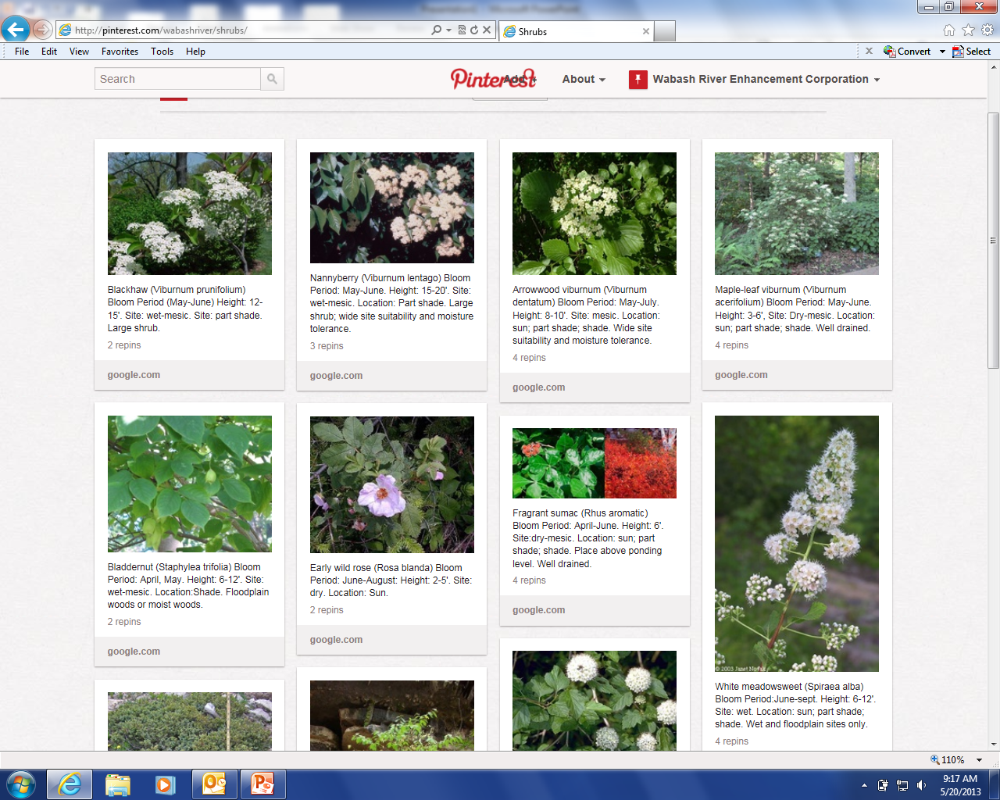 http://pinterest.com/wabashriver/shrubs/
Shrubs
File Edit View Favorites Tools Help
Convert Select
Search
Pinterest
Add +
About
Wabash River Enhancement Corporation
Blackhaw (Viburnum prunifolium)
Bloom Period (May-June) Height: 12-
15'. Site: wet-mesic. Site: part shade.
Large shrub.
2 repins
google.com
Nannyberry (Viburnum lentago) Bloom
Period: May-June. Height: 15-20'. Site:
wet-mesic. Location: Part shade. Large
shrub; wide site suitability and moisture
tolerance.
3 repins
google.com
Arrowwood viburnum (Viburnum
dentatum) Bloom Period: May-July.
Height: 8-10'. Site: mesic. Location:
sun; part shade; shade. Wide site
suitability and moisture tolerance.
4 repins
google.com
Maple-leaf viburnum (Viburnum
acerifolium) Bloom Period: May-June.
Height: 3-6', Site: Dry-mesic. Location:
sun; part shade; shade. Well drained.
4 repins
google.com
Bladdernut (Staphylea trifolia) Bloom
Period: April, May. Height: 6-12'. Site:
wet-mesic. Location:Shade. Floodplain
woods or moist woods.
2 repins
google.com
Early wild rose (Rosa blanda) Bloom
Period: June-August: Height: 2-5'. Site:
dry. Location: Sun.
2 repins
google.com
Fragrant sumac (Rhus aromatic)
Bloom Period: April-June. Height: 6'.
Site:dry-mesic. Location: sun; part
shade; shade. Place above ponding
level. Well drained.
4 repins
google.com
© 2003 Janet Novak
White meadowsweet (Spiraea alba)
Bloom Period:June-sept. Height: 6-12'.
Site: wet. Location: sun; part shade;
shade. Wet and floodplain sites only.
4 repins
110%
9:17 AM
5/20/2013